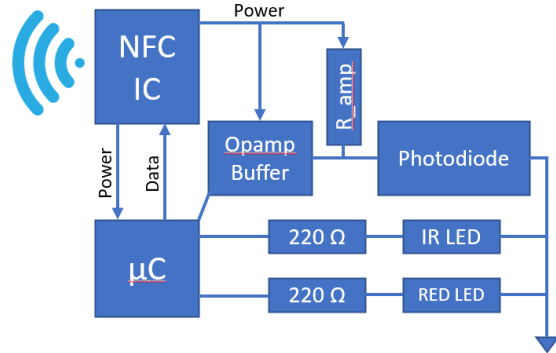 Power
NFC
IC
R_amp
Opamp
Buffer
Photodiode
Power
Data
μC
220 Ω
IR LED
220 Ω
RED LED